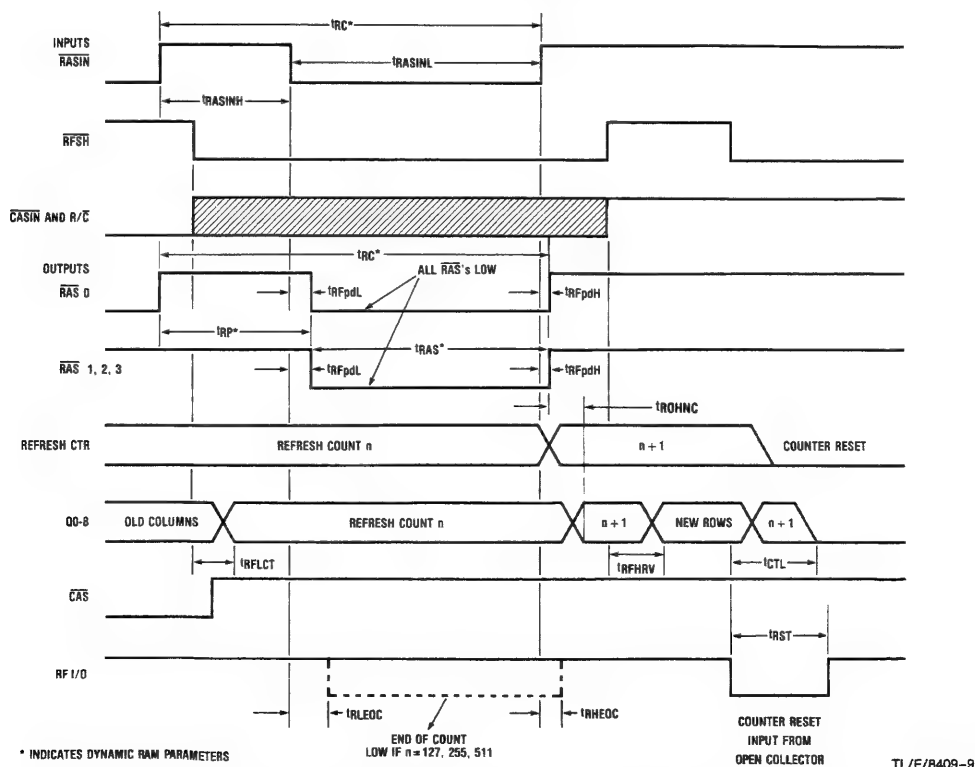 tRC*
INPUTS
RASIN
tRASINL
tRASINH
RFSH
CASIN AND R/C
tRC*
OUTPUTS
ALL RAS's LOW
RAS 0
tRFpdL
tRFpdH
tRP*
tRAS*
RAS 1, 2, 3
tRFpdL
tRFpdH
tROHNC
REFRESH CTR
REFRESH COUNT n
n + 1
COUNTER RESET
Q0-8
OLD COLUMNS
REFRESH COUNT n
n + 1
NEW ROWS
n + 1
tRFLCT
tRFHRV
tCTL
CAS
tRST
RF I/O
tRLEOC
tRHEOC
END OF COUNT
LOW IF n = 127, 255, 511
COUNTER RESET
INPUT FROM
OPEN COLLECTOR
* INDICATES DYNAMIC RAM PARAMETERS
TL/F/8409-9